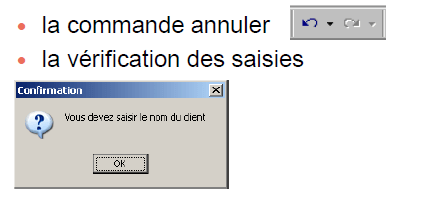 la commande annuler
la vérification des saisies
Confirmation
Vous devez saisir le nom du client
OK